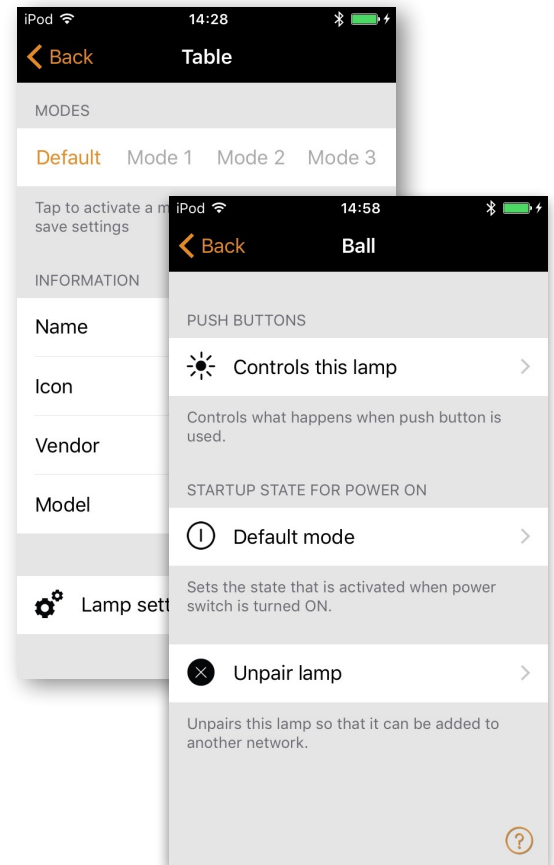 iPod 14:28
Back Table
MODES
Default Mode 1 Mode 2 Mode 3
Tap to activate a
save settings
INFORMATION
Name
Icon
Vendor
Model
Lamp
iPod 14:58
Back Ball
PUSH BUTTONS
Controls this lamp
Controls what happens when push button is
used.
STARTUP STATE FOR POWER ON
Default mode
Sets the state that is activated when power
switch is turned ON.
Unpair lamp
Unpairs this lamp so that it can be added to
another network.
?